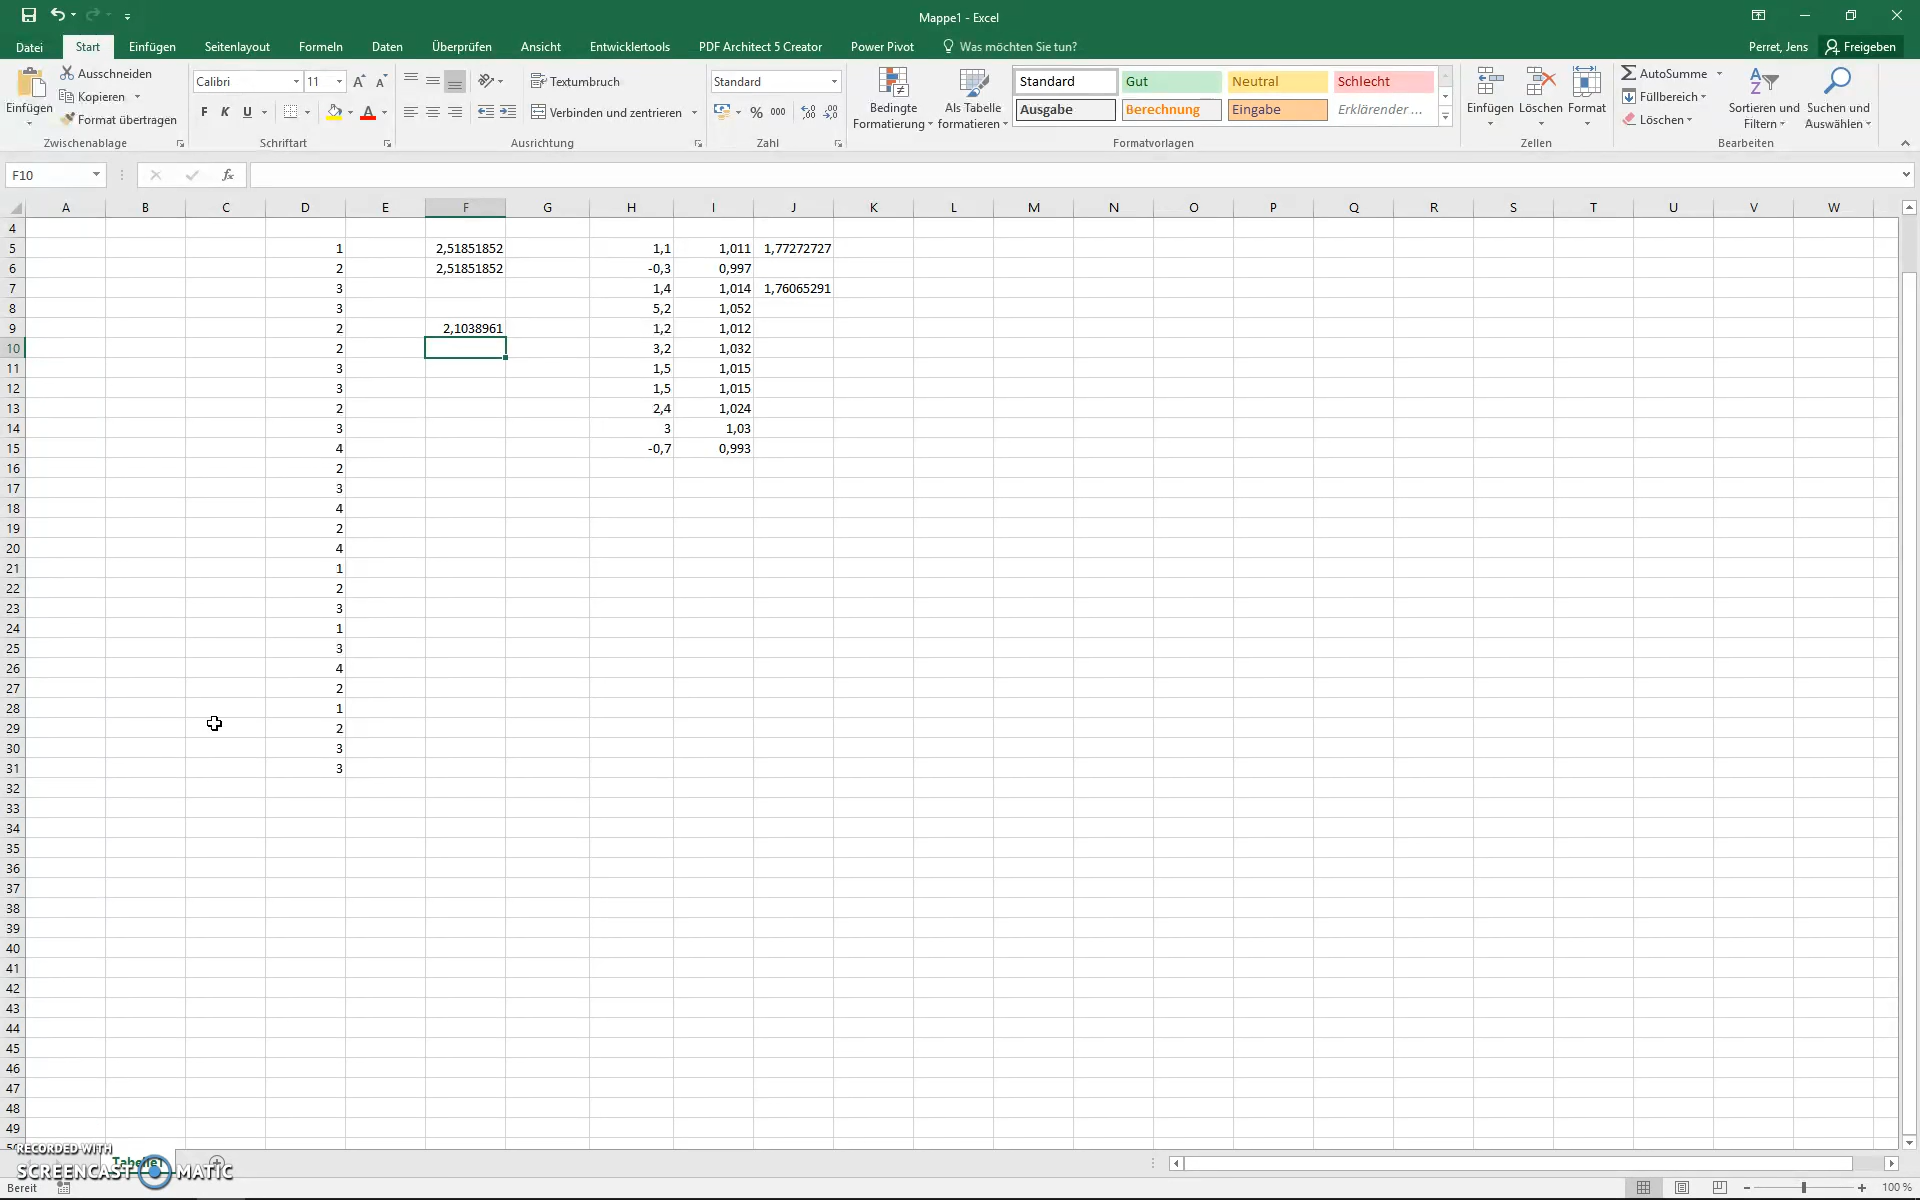 Mappe1 - Excel
Datei Start Einfügen Seitenlayout Formeln Daten Überprüfen Ansicht Entwicklertools PDF Architect 5 Creator Power Pivot Was möchten Sie tun? Perret, Jens Freigeben
Einfügen
Ausschneiden
Kopieren
Format übertragen
Zwischenablage
Calibri 11
F K U
Schriftart
Textumbruch
Verbinden und zentrieren
Ausrichtung
Standard
% 000
Zahl
Bedingte Formatierung
Als Tabelle formatieren
Standard Gut Neutral Schlecht
Ausgabe Berechnung Eingabe Erklärender ...
Formatvorlagen
Einfügen Löschen Format
Zellen
AutoSumme
Füllbereich
Löschen
Sortieren und Filtern
Suchen und Auswählen
Bearbeiten
F10 fx
A B C D E F G H I J K L M N O P Q R S T U V W
4
5 1 2,51851852 1,1 1,011 1,77272727
6 2 2,51851852 -0,3 0,997
7 3 1,4 1,014 1,76065291
8 3 5,2 1,052
9 2 2,1038961 1,2 1,012
10 2 3,2 1,032
11 3 1,5 1,015
12 3 1,5 1,015
13 2 2,4 1,024
14 3 3 1,03
15 4 -0,7 0,993
16 2
17 3
18 4
19 2
20 4
21 1
22 2
23 3
24 1
25 3
26 4
27 2
28 1
29 2
30 3
31 3
32
33
34
35
36
37
38
39
40
41
42
43
44
45
46
47
48
49
RECORDED WITH
SCREENCAST MATIC
Tabelle1
Bereit
100 %